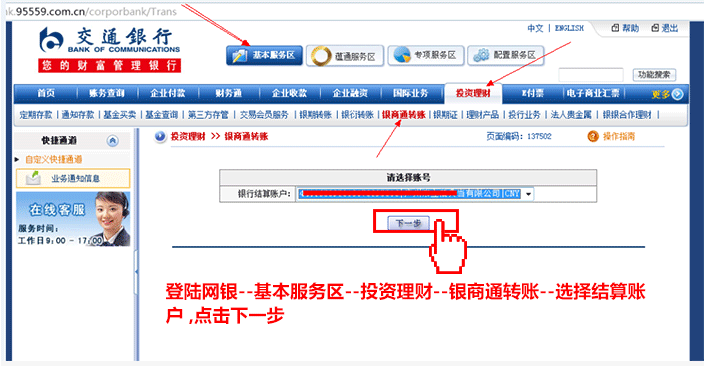 nk.95559.com.cn/corporbank/Trans
中文 | ENGLISH 帮助 退出
交通銀行
BANK OF COMMUNICATIONS
您的财富管理银行
基本服务区 蕴通服务区 专项服务区 配置服务区
功能搜索
首页 账务查询 企业付款 财务通 企业收款 企业融资 国际业务 投资理财 E付票 电子商业汇票 更多
定期存款 | 通知存款 | 基金买卖 | 基金查询 | 第三方存管 | 交易会员服务 | 银期转账 | 银衍转账 | 银商通转账 | 银期证 | 理财产品 | 投行业务 | 法人贵金属 | 银银合作理财 |
快捷通道
投资理财 >> 银商通转账 页面编码：137502 操作指南
自定义快捷通道
业务通知信息
在线客服
服务时间：
工作日9:00 - 17:00
请选择账号
银行结算账户： 有限公司|CNY
下一步
登陆网银--基本服务区--投资理财--银商通转账--选择结算账
户 ,点击下一步